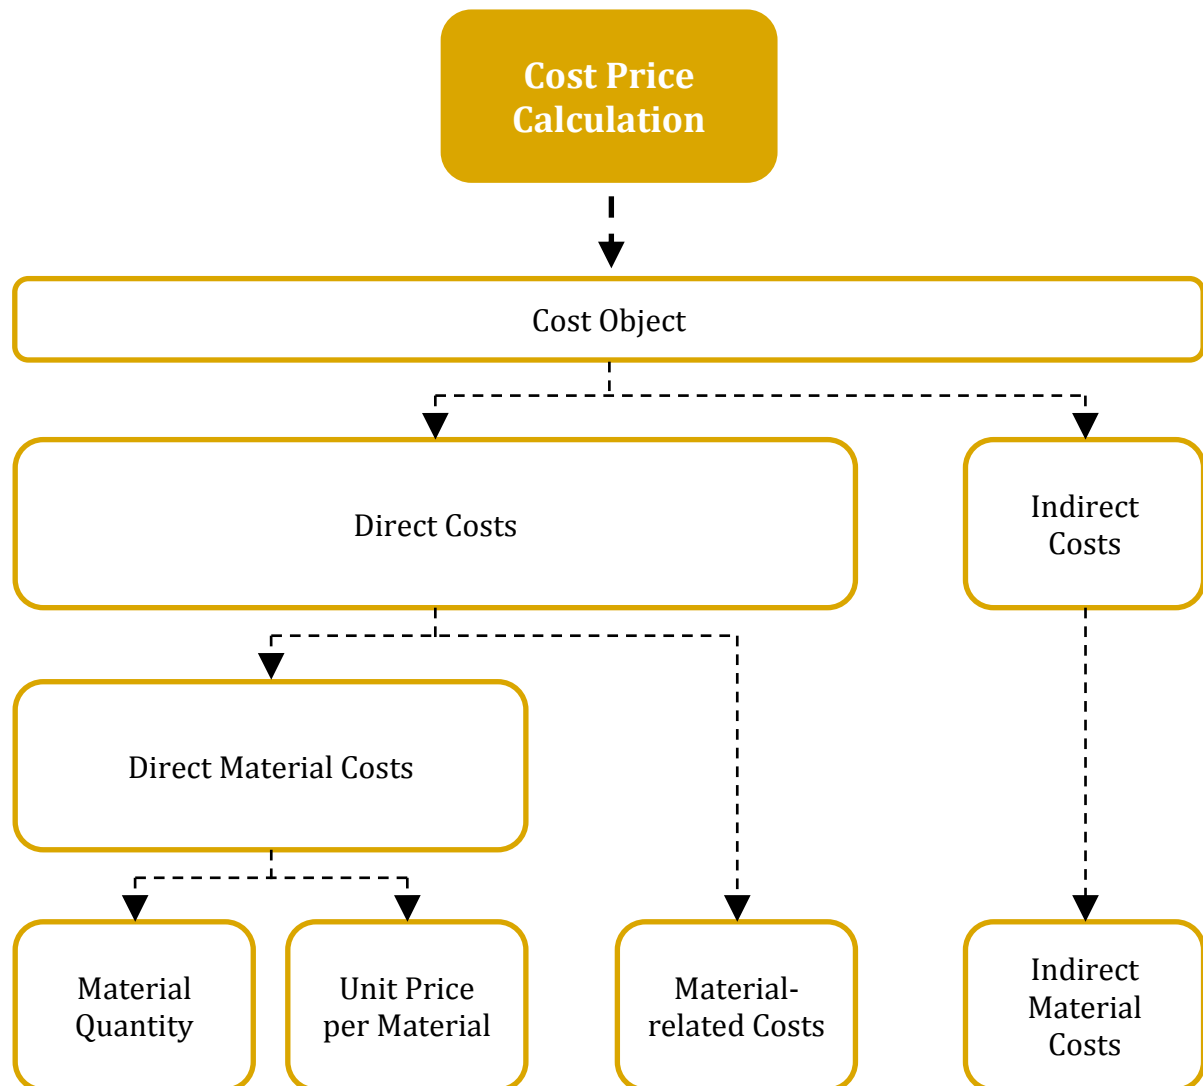 Cost Price
Calculation
Cost Object
Direct Costs
Indirect
Costs
Direct Material Costs
Material
Quantity
Unit Price
per Material
Material-
related Costs
Indirect
Material
Costs